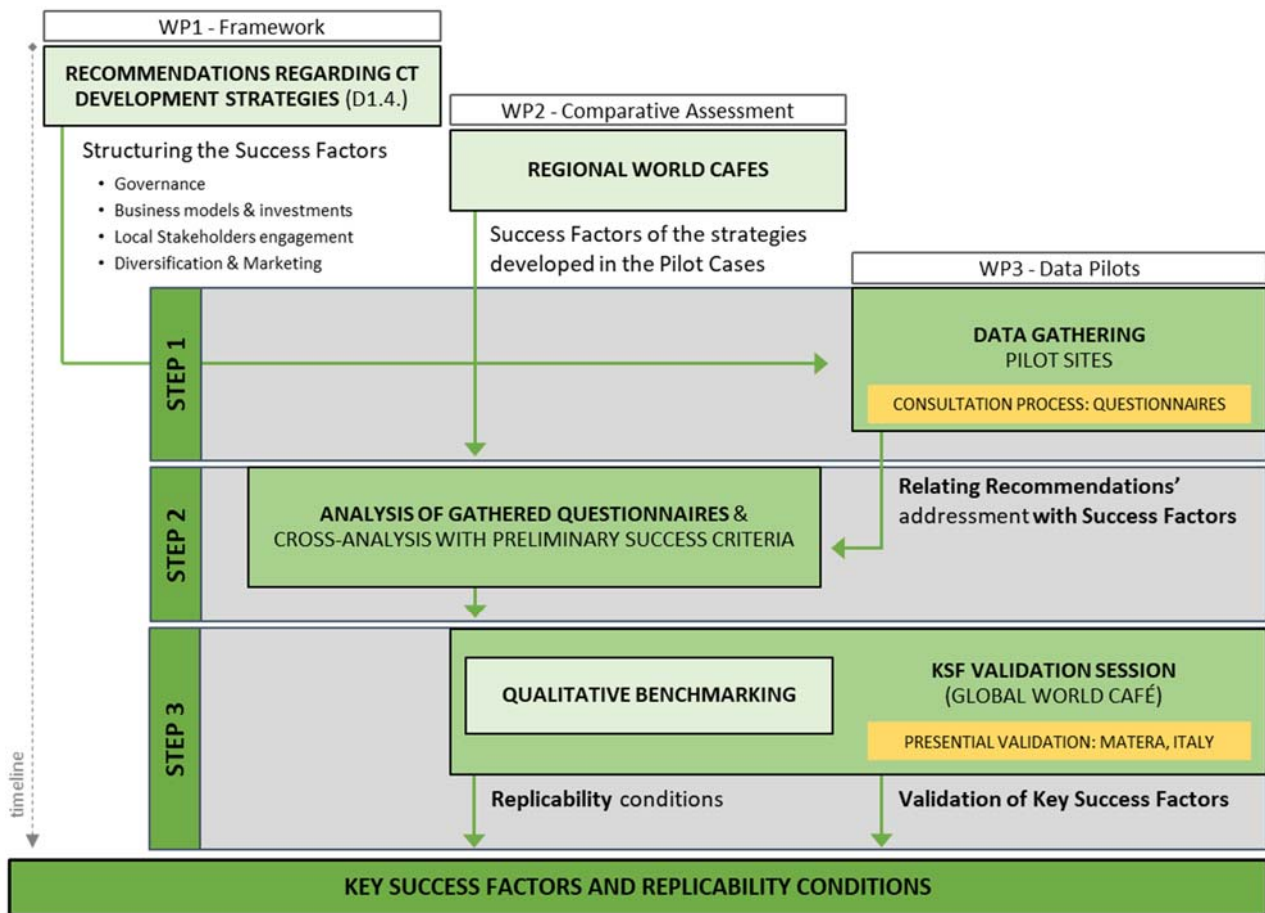 WP1 - Framework
RECOMMENDATIONS REGARDING CT
DEVELOPMENT STRATEGIES (D1.4.)
Structuring the Success Factors
• Governance
• Business models & investments
• Local Stakeholders engagement
• Diversification & Marketing
WP2 - Comparative Assessment
REGIONAL WORLD CAFES
Success Factors of the strategies
developed in the Pilot Cases
WP3 - Data Pilots
STEP 1
DATA GATHERING
PILOT SITES
CONSULTATION PROCESS: QUESTIONNAIRES
STEP 2
ANALYSIS OF GATHERED QUESTIONNAIRES &
CROSS-ANALYSIS WITH PRELIMINARY SUCCESS CRITERIA
Relating Recommendations'
addressment with Success Factors
STEP 3
QUALITATIVE BENCHMARKING
KSF VALIDATION SESSION
(GLOBAL WORLD CAFÉ)
PRESENTIAL VALIDATION: MATERA, ITALY
Replicability conditions
Validation of Key Success Factors
timeline
KEY SUCCESS FACTORS AND REPLICABILITY CONDITIONS